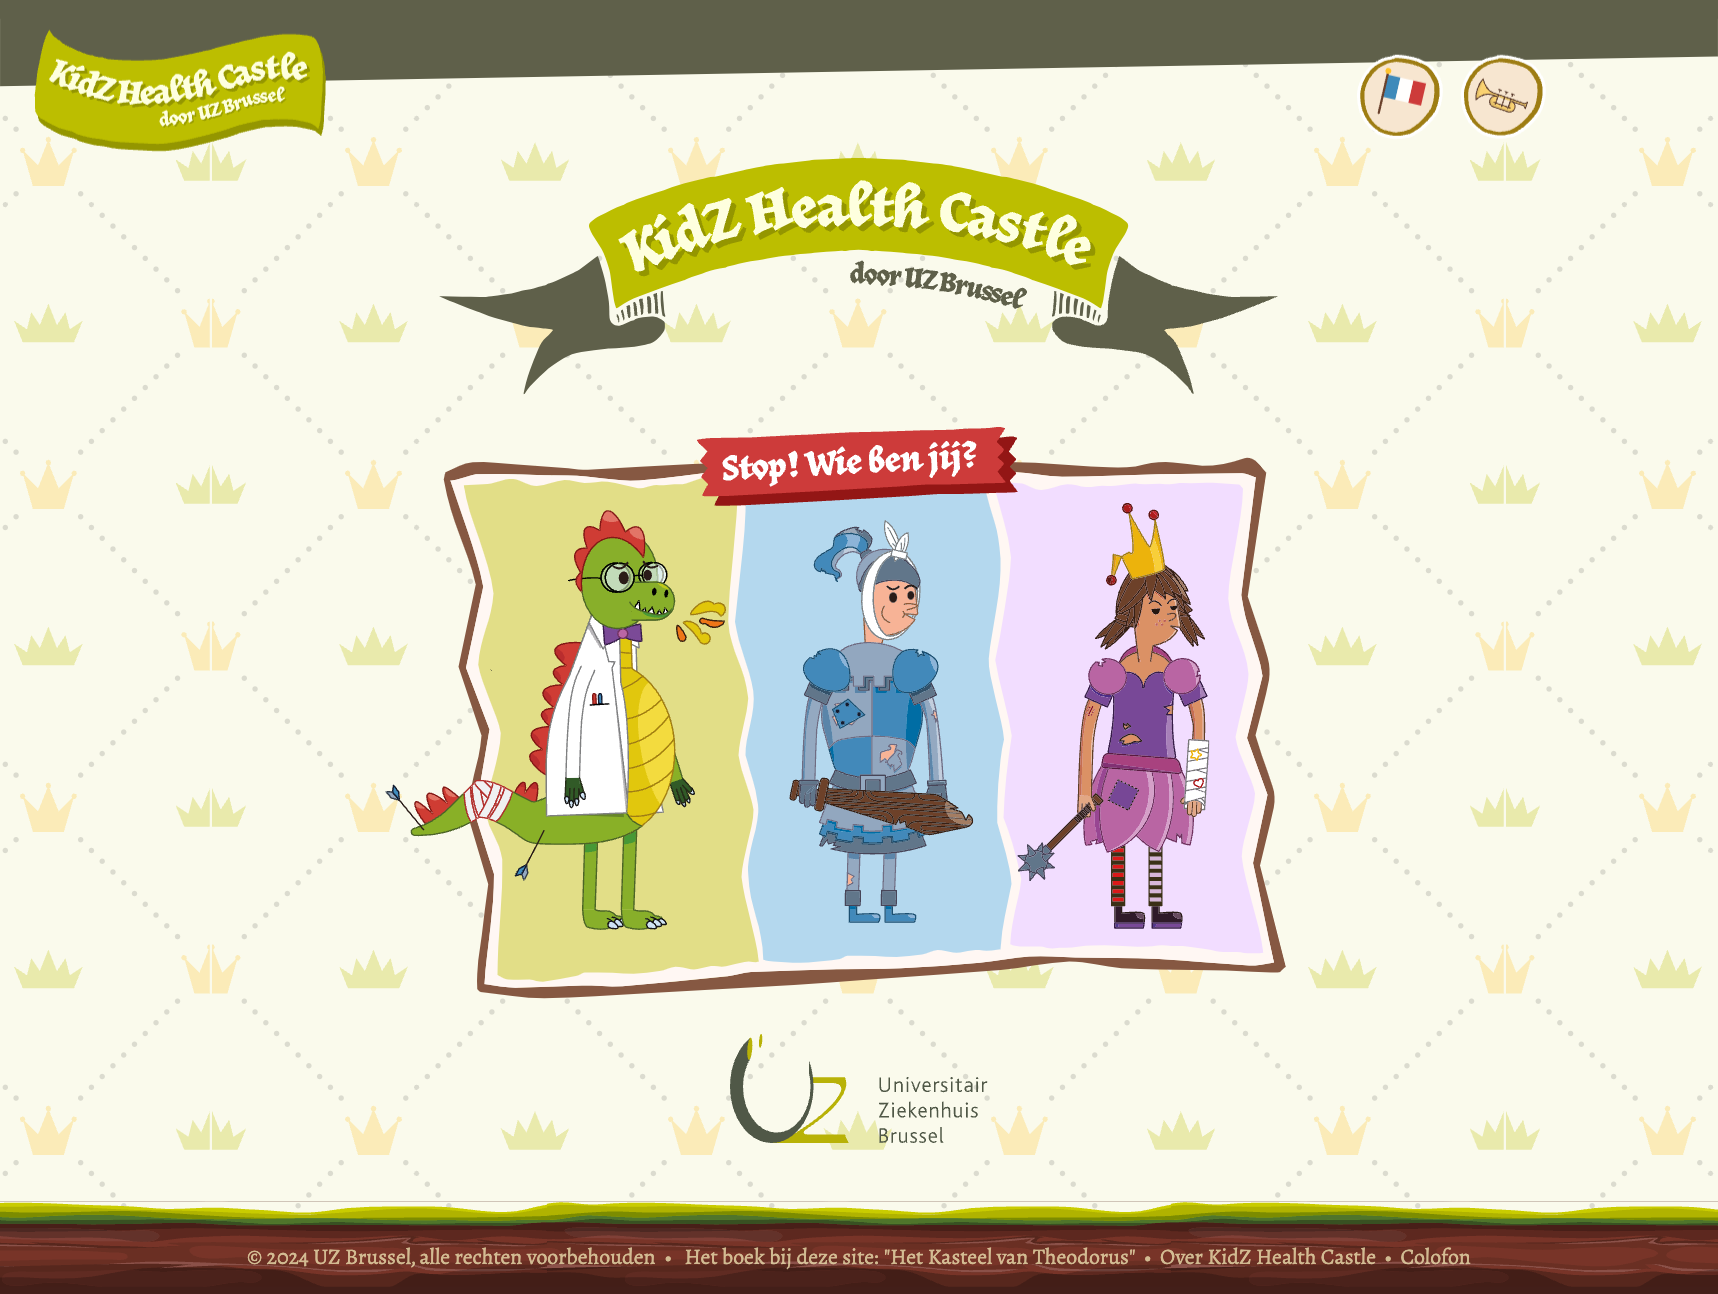 KidZ Health Castle
door UZ Brussel
KidZ Health Castle
door UZ Brussel
Stop! Wie ben jij?
UZ
Universitair
Ziekenhuis
Brussel
© 2024 UZ Brussel, alle rechten voorbehouden • Het boek bij deze site: "Het Kasteel van Theodorus" • Over KidZ Health Castle • Colofon